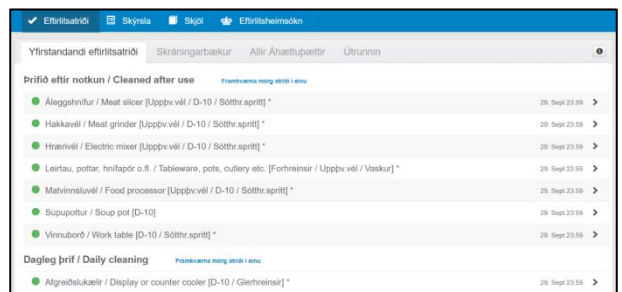 Eftirlitsatriði Skýrsla Skjöl Eftirlitsheimsókn
Yfirstandandi eftirlitsatriði Skráningarbækur Allir Áhættuþættir Útrunnin
Þrifið eftir notkun / Cleaned after use Framkvæma mörg atriði í einu
Áleggshnífur / Meat slicer [Uppþv.vél / D-10 / Sótthr.spritt] * 29. Sept 23:59
Hakkavél / Meat grinder [Uppþv.vél / D-10 / Sótthr.spritt] * 29. Sept 23:59
Hrærivél / Electric mixer [Uppþv.vél / D-10 / Sótthr.spritt] * 29. Sept 23:59
Leirtau, pottar, hnífapör o.fl. / Tableware, pots, cutlery etc. [Forhreinsir / Uppþv.vél / Vaskur] * 29. Sept 23:59
Matvinnsluvél / Food processor [Uppþv.vél / D-10 / Sótthr.spritt] * 29. Sept 23:59
Súpupottur / Soup pot [D-10] 29. Sept 23:59
Vinnuborð / Work table [D-10 / Sótthr.spritt] * 29. Sept 23:59
Dagleg þrif / Daily cleaning Framkvæma mörg atriði í einu
Afgreiðslukælir / Display or counter cooler [D-10 / Glerhreinsir] * 29. Sept 23:59